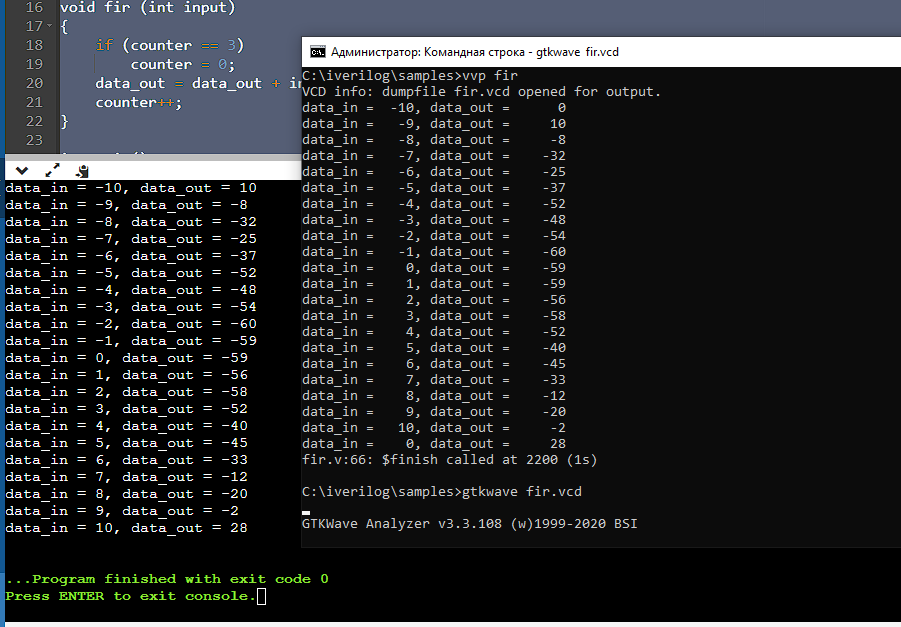 16 void fir (int input)
17 {
18 if (counter == 3)
19 counter = 0;
20 data_out = data_out + in
21 counter++;
22 }
23
data_in = -10, data_out = 10
data_in = -9, data_out = -8
data_in = -8, data_out = -32
data_in = -7, data_out = -25
data_in = -6, data_out = -37
data_in = -5, data_out = -52
data_in = -4, data_out = -48
data_in = -3, data_out = -54
data_in = -2, data_out = -60
data_in = -1, data_out = -59
data_in = 0, data_out = -59
data_in = 1, data_out = -56
data_in = 2, data_out = -58
data_in = 3, data_out = -52
data_in = 4, data_out = -40
data_in = 5, data_out = -45
data_in = 6, data_out = -33
data_in = 7, data_out = -12
data_in = 8, data_out = -20
data_in = 9, data_out = -2
data_in = 10, data_out = 28
...Program finished with exit code 0
Press ENTER to exit console.
Администратор: Командная строка - gtkwave fir.vcd
C:\iverilog\samples>vvp fir
VCD info: dumpfile fir.vcd opened for output.
data_in = -10, data_out = 0
data_in = -9, data_out = 10
data_in = -8, data_out = -8
data_in = -7, data_out = -32
data_in = -6, data_out = -25
data_in = -5, data_out = -37
data_in = -4, data_out = -52
data_in = -3, data_out = -48
data_in = -2, data_out = -54
data_in = -1, data_out = -60
data_in = 0, data_out = -59
data_in = 1, data_out = -59
data_in = 2, data_out = -56
data_in = 3, data_out = -58
data_in = 4, data_out = -52
data_in = 5, data_out = -40
data_in = 6, data_out = -45
data_in = 7, data_out = -33
data_in = 8, data_out = -12
data_in = 9, data_out = -20
data_in = 10, data_out = -2
data_in = 0, data_out = 28
fir.v:66: $finish called at 2200 (1s)
C:\iverilog\samples>gtkwave fir.vcd
GTKWave Analyzer v3.3.108 (w)1999-2020 BSI